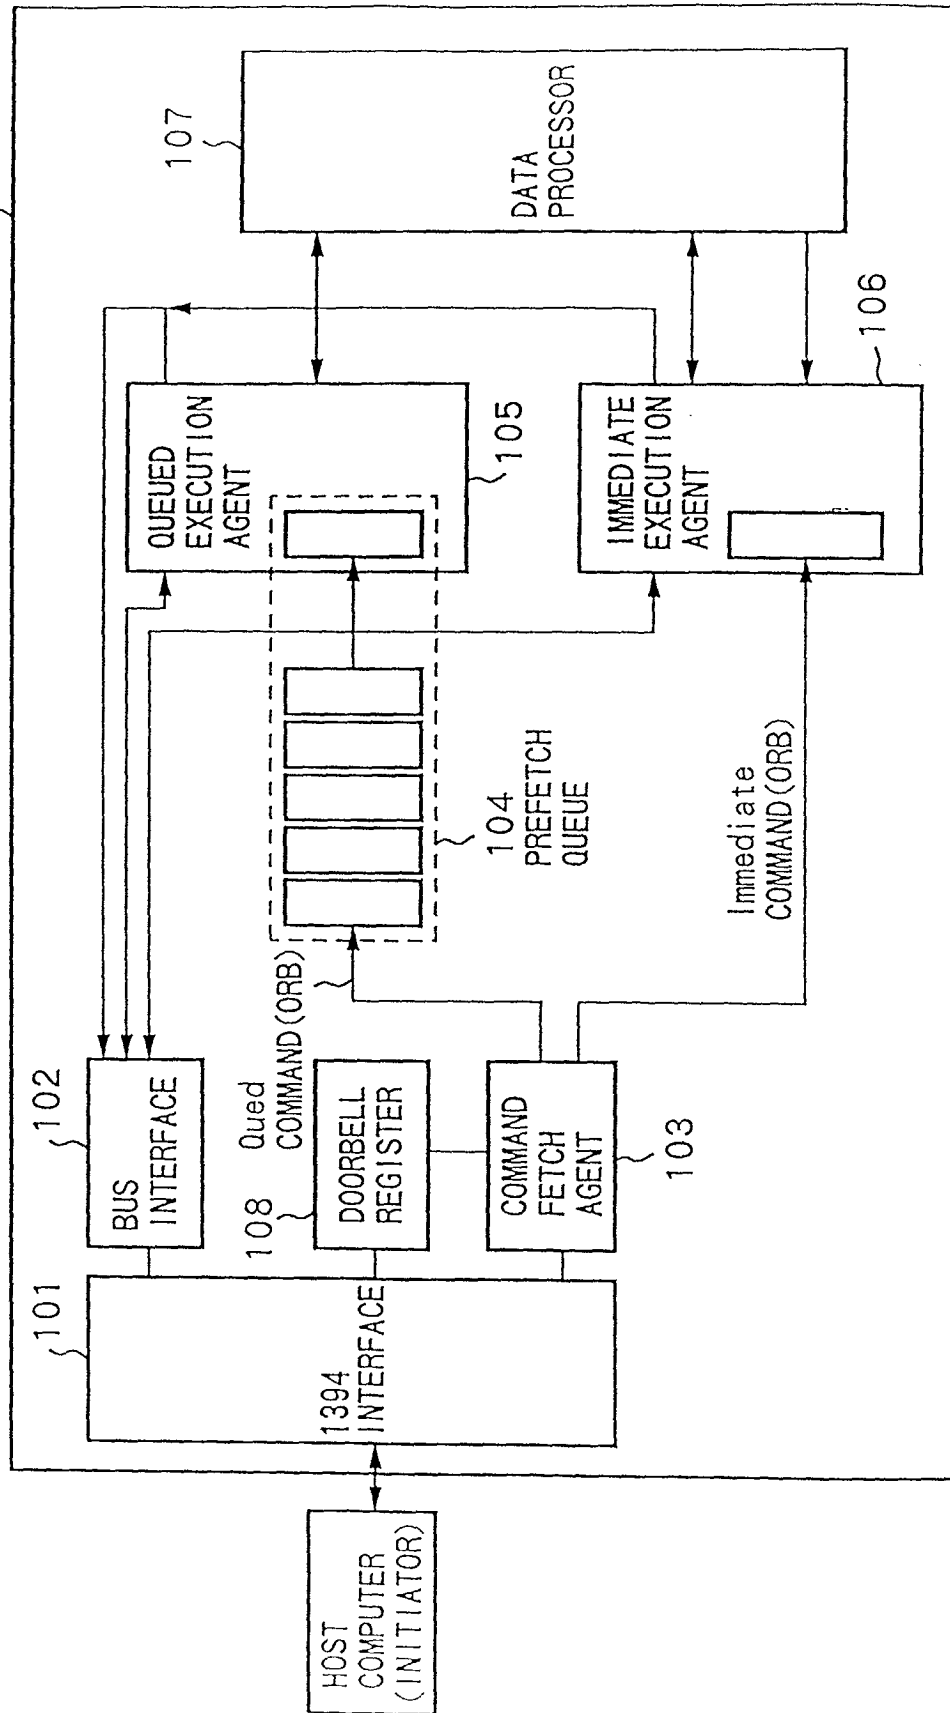 HOST
COMPUTER
(INITIATOR)
101
1394
INTERFACE
102
BUS
INTERFACE
108
DOORBELL
REGISTER
COMMAND
FETCH
AGENT
103
Qued
COMMAND(ORB)
104
PREFETCH
QUEUE
Immediate
COMMAND(ORB)
QUEUED
EXECUTION
AGENT
105
IMMEDIATE
EXECUTION
AGENT
106
107
DATA
PROCESSOR